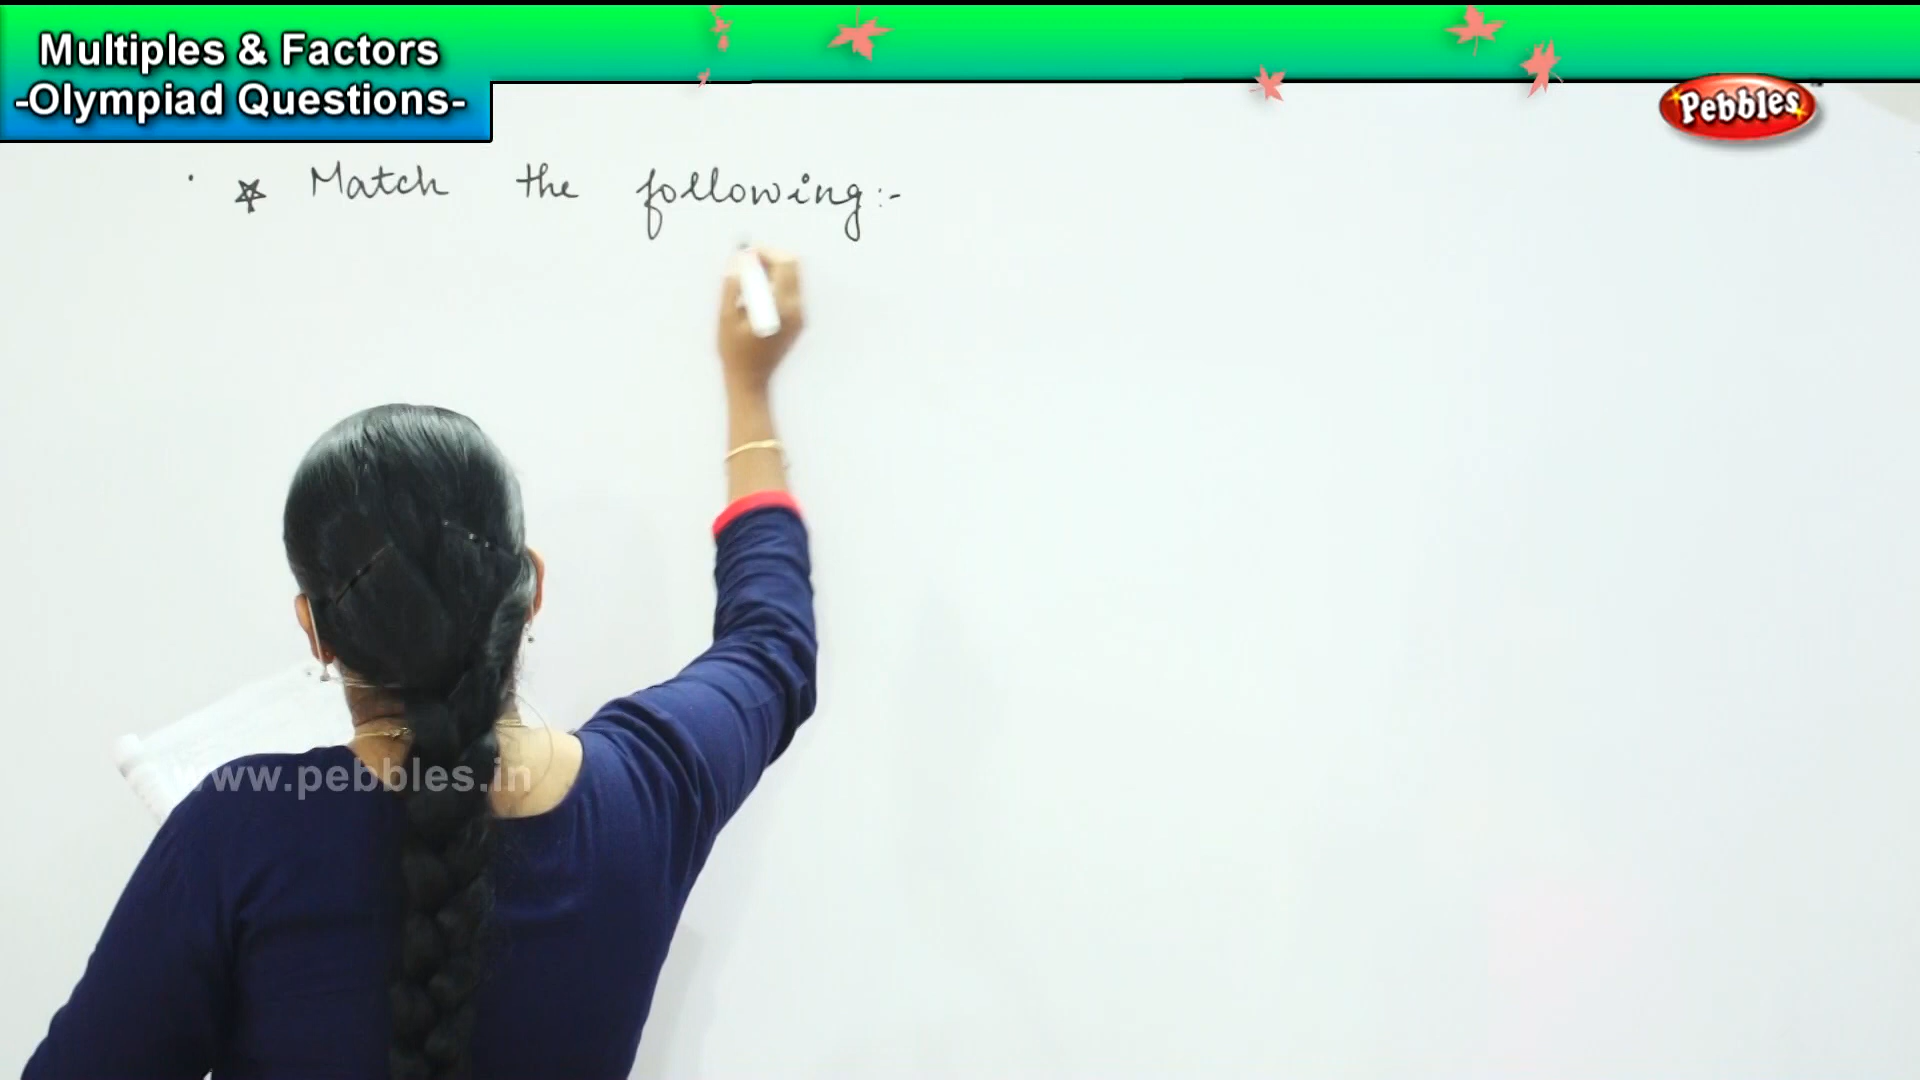 Multiples & Factors
-Olympiad Questions-
Pebbles
☆ Match the following:-
www.pebbles.in